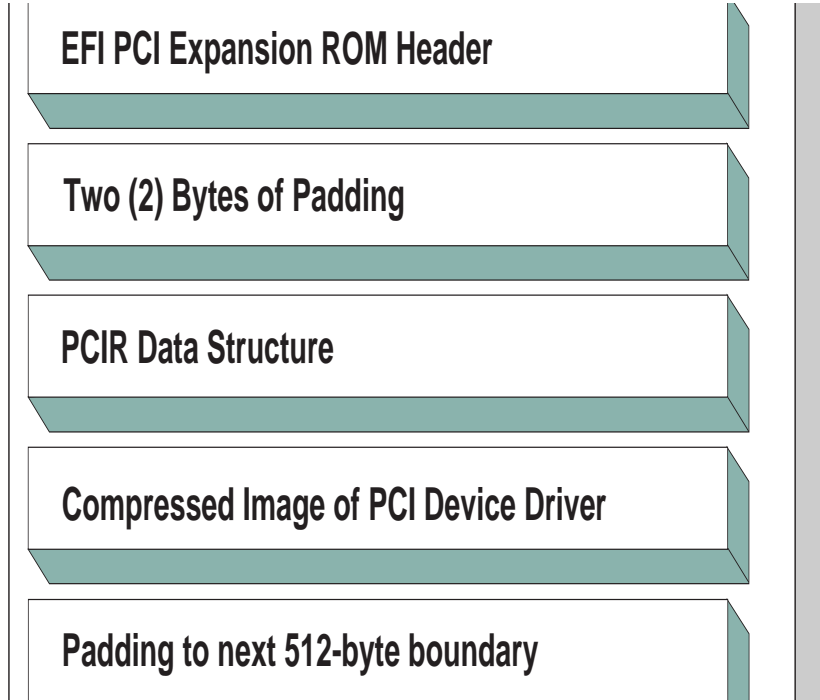 EFI PCI Expansion ROM Header
Two (2) Bytes of Padding
PCIR Data Structure
Compressed Image of PCI Device Driver
Padding to next 512-byte boundary